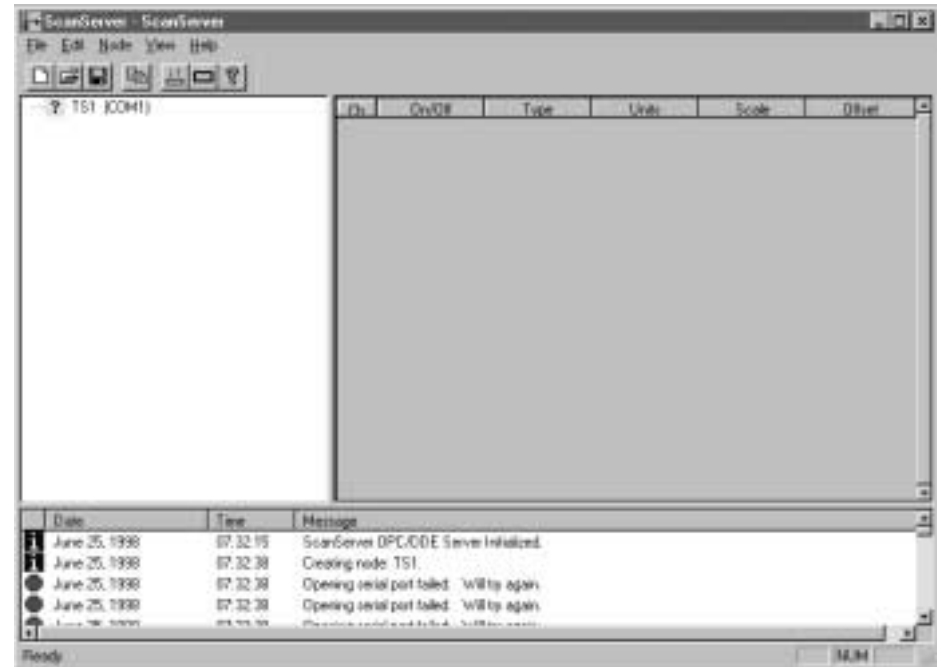 ScanServer - ScanServer
File Edit Node View Help
? TS1 (COM1)
Ch On/Off Type Units Scale Offset
Date Time Message
June 25, 1998 07:32:15 ScanServer OPC/DDE Server Initialized.
June 25, 1998 07:32:38 Creating node: TS1.
June 25, 1998 07:32:38 Opening serial port failed. Will try again.
June 25, 1998 07:32:38 Opening serial port failed. Will try again.
Ready NUM